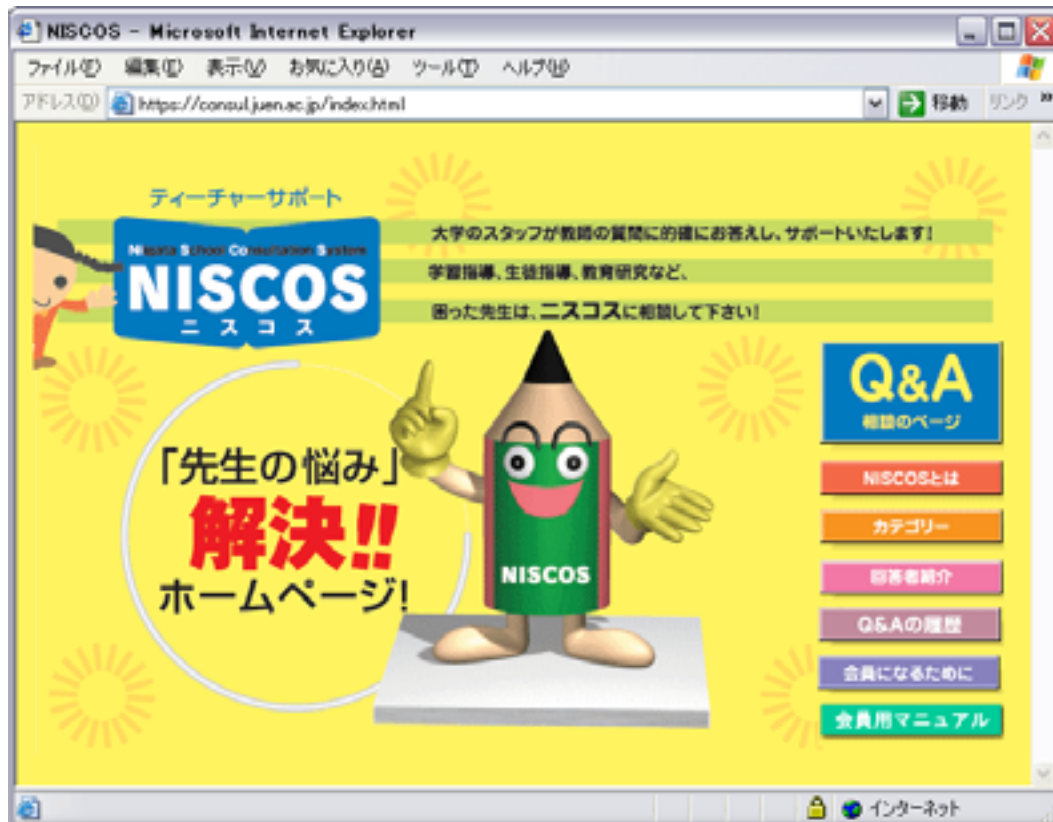 NISCOS - Microsoft Internet Explorer
ファイル(F) 編集(E) 表示(V) お気に入り(A) ツール(T) ヘルプ(H)
アドレス(D) https://consul.juen.ac.jp/index.html 移動 リンク »
ティーチャーサポート
Niigata School Consultation System
NISCOS
ニスコス
大学のスタッフが教師の質問に的確にお答えし、サポートいたします!
学習指導、生徒指導、教育研究など、
困った先生は、ニスコスに相談して下さい!
「先生の悩み」
解決!!
ホームページ!
NISCOS
Q&A
相談のページ
NISCOSとは
カテゴリー
回答者紹介
Q&Aの履歴
会員になるために
会員用マニュアル
インターネット